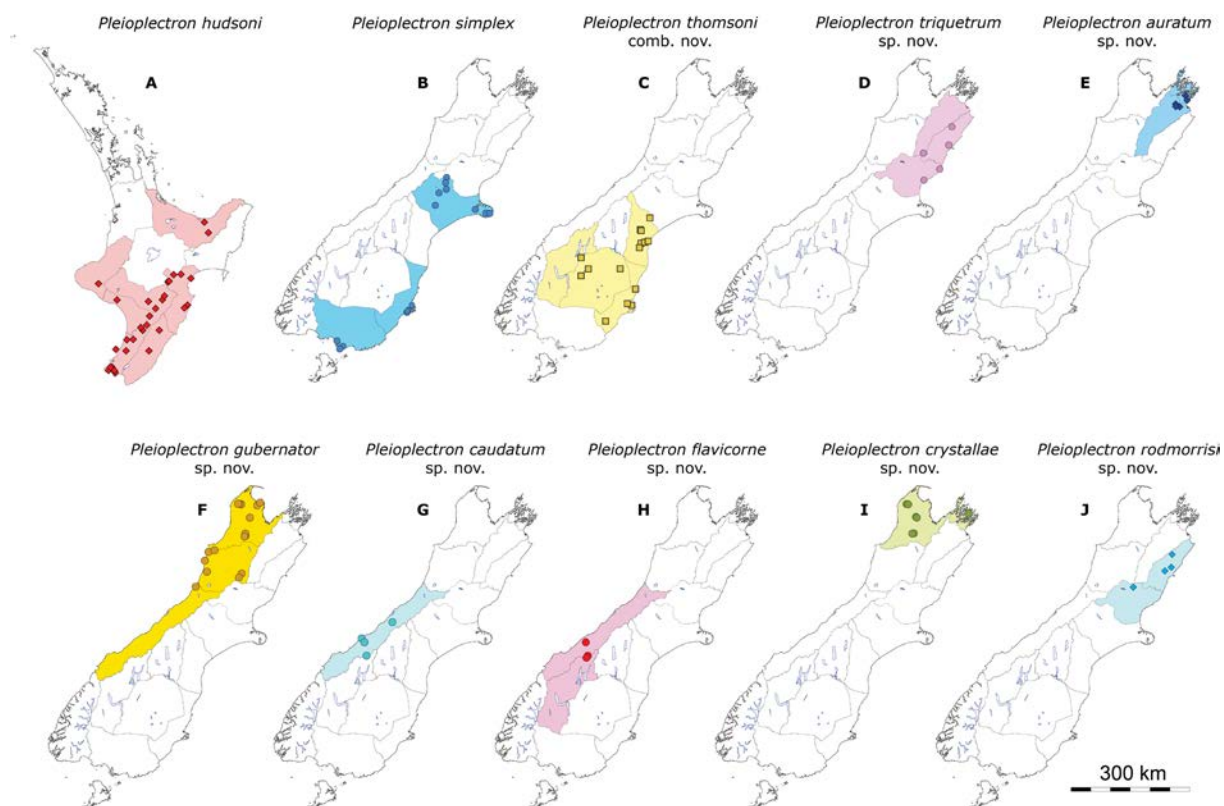 Pleioplectron hudsoni
Pleioplectron simplex
Pleioplectron thomsoni
comb. nov.
Pleioplectron triquetrum
sp. nov.
Pleioplectron auratum
sp. nov.
A
B
C
D
E
Pleioplectron gubernator
sp. nov.
Pleioplectron caudatum
sp. nov.
Pleioplectron flavicorne
sp. nov.
Pleioplectron crystallae
sp. nov.
Pleioplectron rodmorrisi
sp. nov.
F
G
H
I
J
300 km